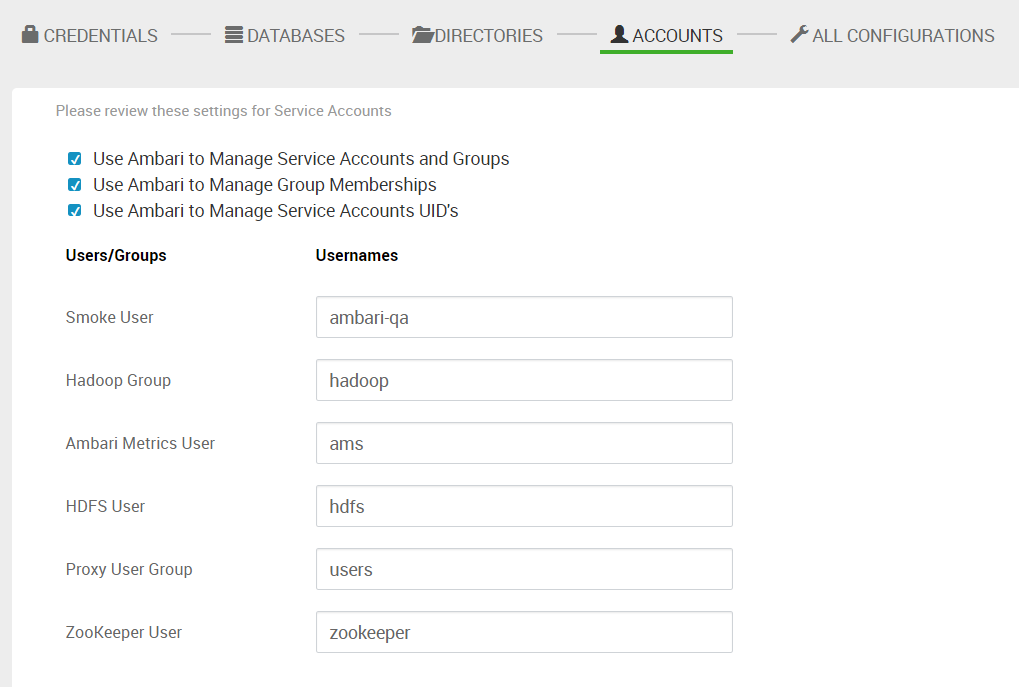 CREDENTIALS DATABASES DIRECTORIES ACCOUNTS ALL CONFIGURATIONS
Please review these settings for Service Accounts
Use Ambari to Manage Service Accounts and Groups
Use Ambari to Manage Group Memberships
Use Ambari to Manage Service Accounts UID's
Users/Groups Usernames
Smoke User ambari-qa
Hadoop Group hadoop
Ambari Metrics User ams
HDFS User hdfs
Proxy User Group users
ZooKeeper User zookeeper